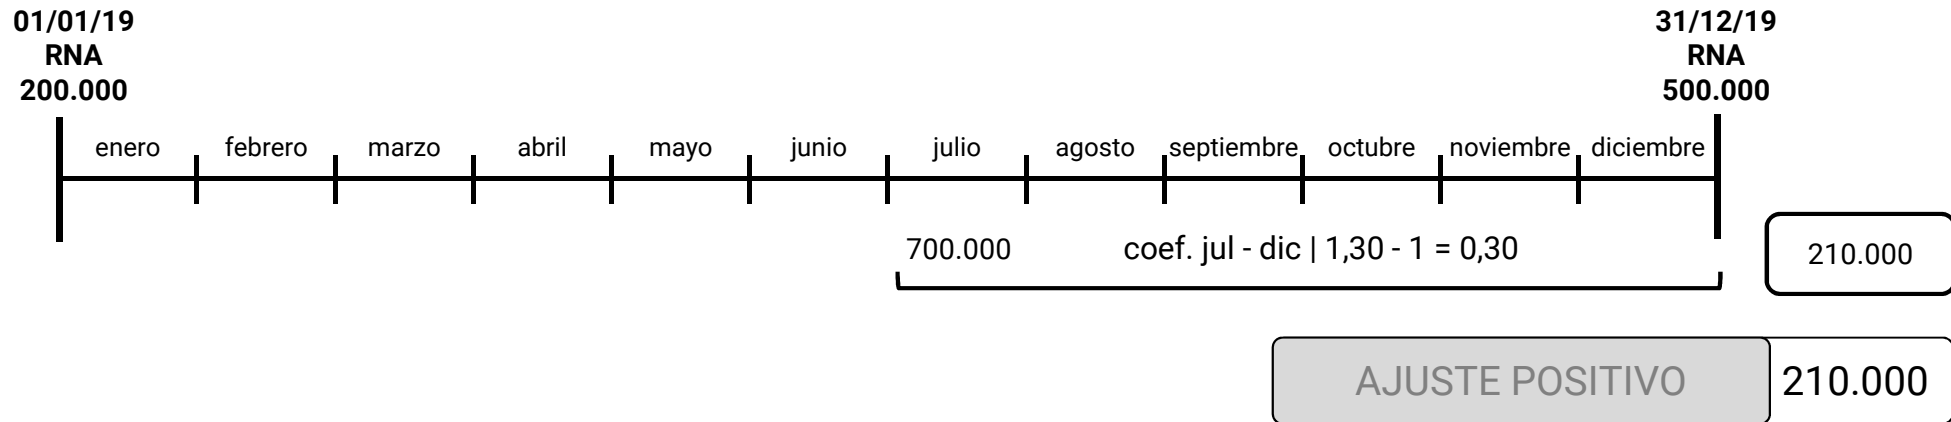 01/01/19
RNA
200.000
31/12/19
RNA
500.000
enero febrero marzo abril mayo junio julio agosto septiembre octubre noviembre diciembre
700.000 coef. jul - dic | 1,30 - 1 = 0,30 210.000
AJUSTE POSITIVO 210.000